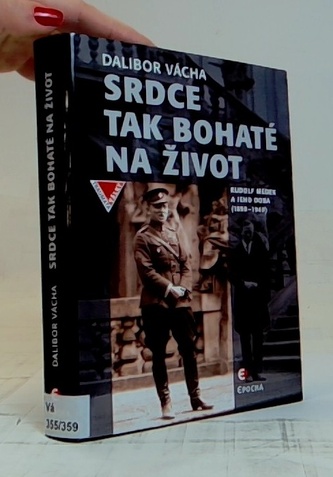 DALIBOR VÁCHA
SRDCE
TAK BOHATÉ
NA ŽIVOT
RUDOLF MEDEK
A JEHO DOBA
(1890–1940)
EPOCHA
DALIBOR VÁCHA SRDCE TAK BOHATÉ NA ŽIVOT
Vá
355/359